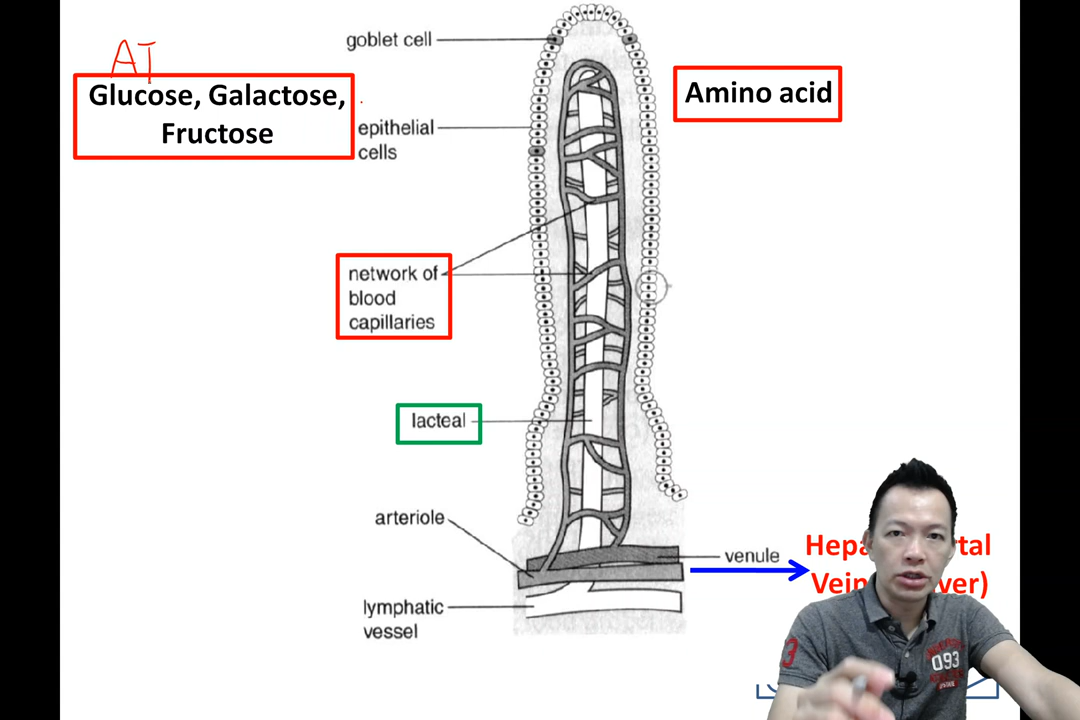 AT
Glucose, Galactose,
Fructose
goblet cell
epithelial
cells
Amino acid
network of
blood
capillaries
lacteal
arteriole
venule
lymphatic
vessel
093